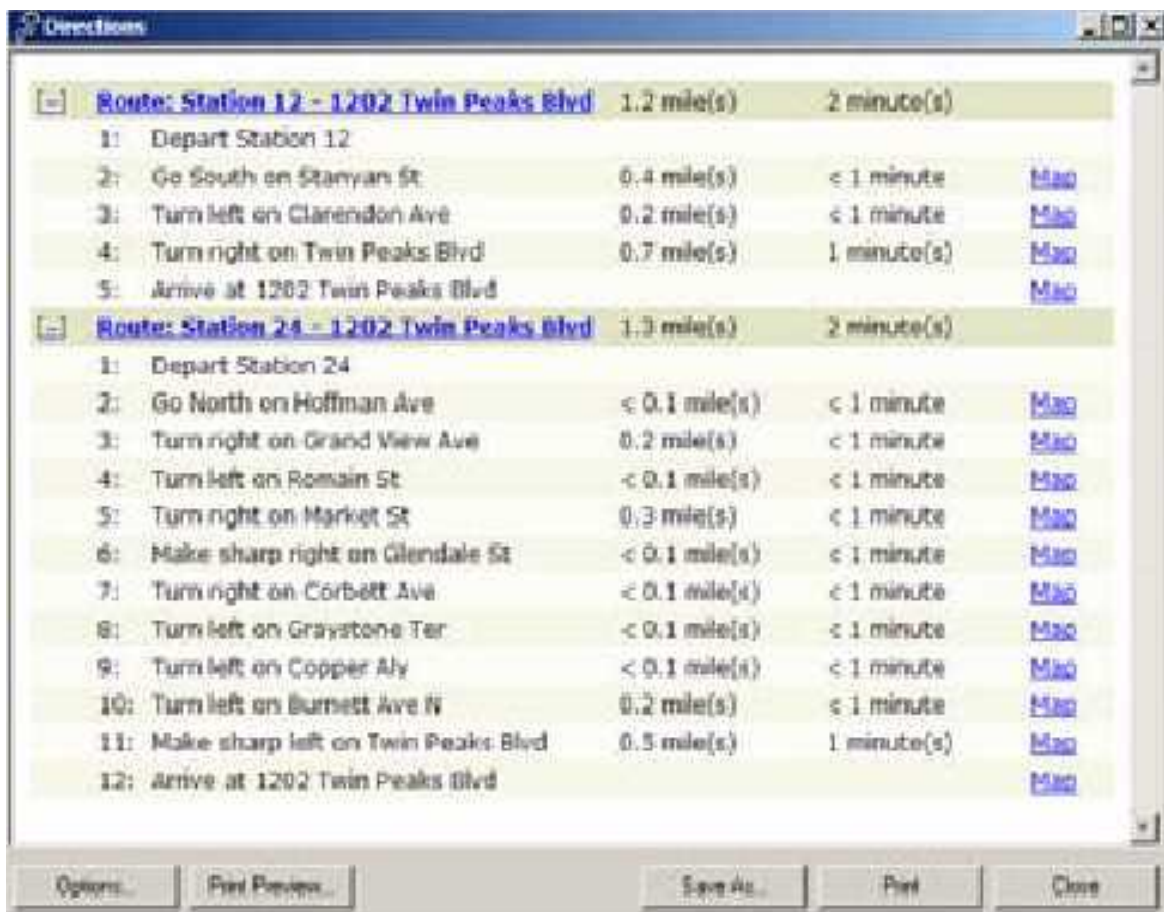 Directions
[-] Route: Station 12 - 1202 Twin Peaks Blvd 1.2 mile(s) 2 minute(s)
1: Depart Station 12
2: Go South on Stanyan St 0.4 mile(s) < 1 minute Map
3: Turn left on Clarendon Ave 0.2 mile(s) < 1 minute Map
4: Turn right on Twin Peaks Blvd 0.7 mile(s) 1 minute(s) Map
5: Arrive at 1202 Twin Peaks Blvd Map
[-] Route: Station 24 - 1202 Twin Peaks Blvd 1.3 mile(s) 2 minute(s)
1: Depart Station 24
2: Go North on Hoffman Ave < 0.1 mile(s) < 1 minute Map
3: Turn right on Grand View Ave 0.2 mile(s) < 1 minute Map
4: Turn left on Romain St < 0.1 mile(s) < 1 minute Map
5: Turn right on Market St 0.3 mile(s) < 1 minute Map
6: Make sharp right on Glendale St < 0.1 mile(s) < 1 minute Map
7: Turn right on Corbett Ave < 0.1 mile(s) < 1 minute Map
8: Turn left on Graystone Ter < 0.1 mile(s) < 1 minute Map
9: Turn left on Copper Aly < 0.1 mile(s) < 1 minute Map
10: Turn left on Burnett Ave N 0.2 mile(s) < 1 minute Map
11: Make sharp left on Twin Peaks Blvd 0.5 mile(s) 1 minute(s) Map
12: Arrive at 1202 Twin Peaks Blvd Map
Options... Print Preview... Save As... Print Close